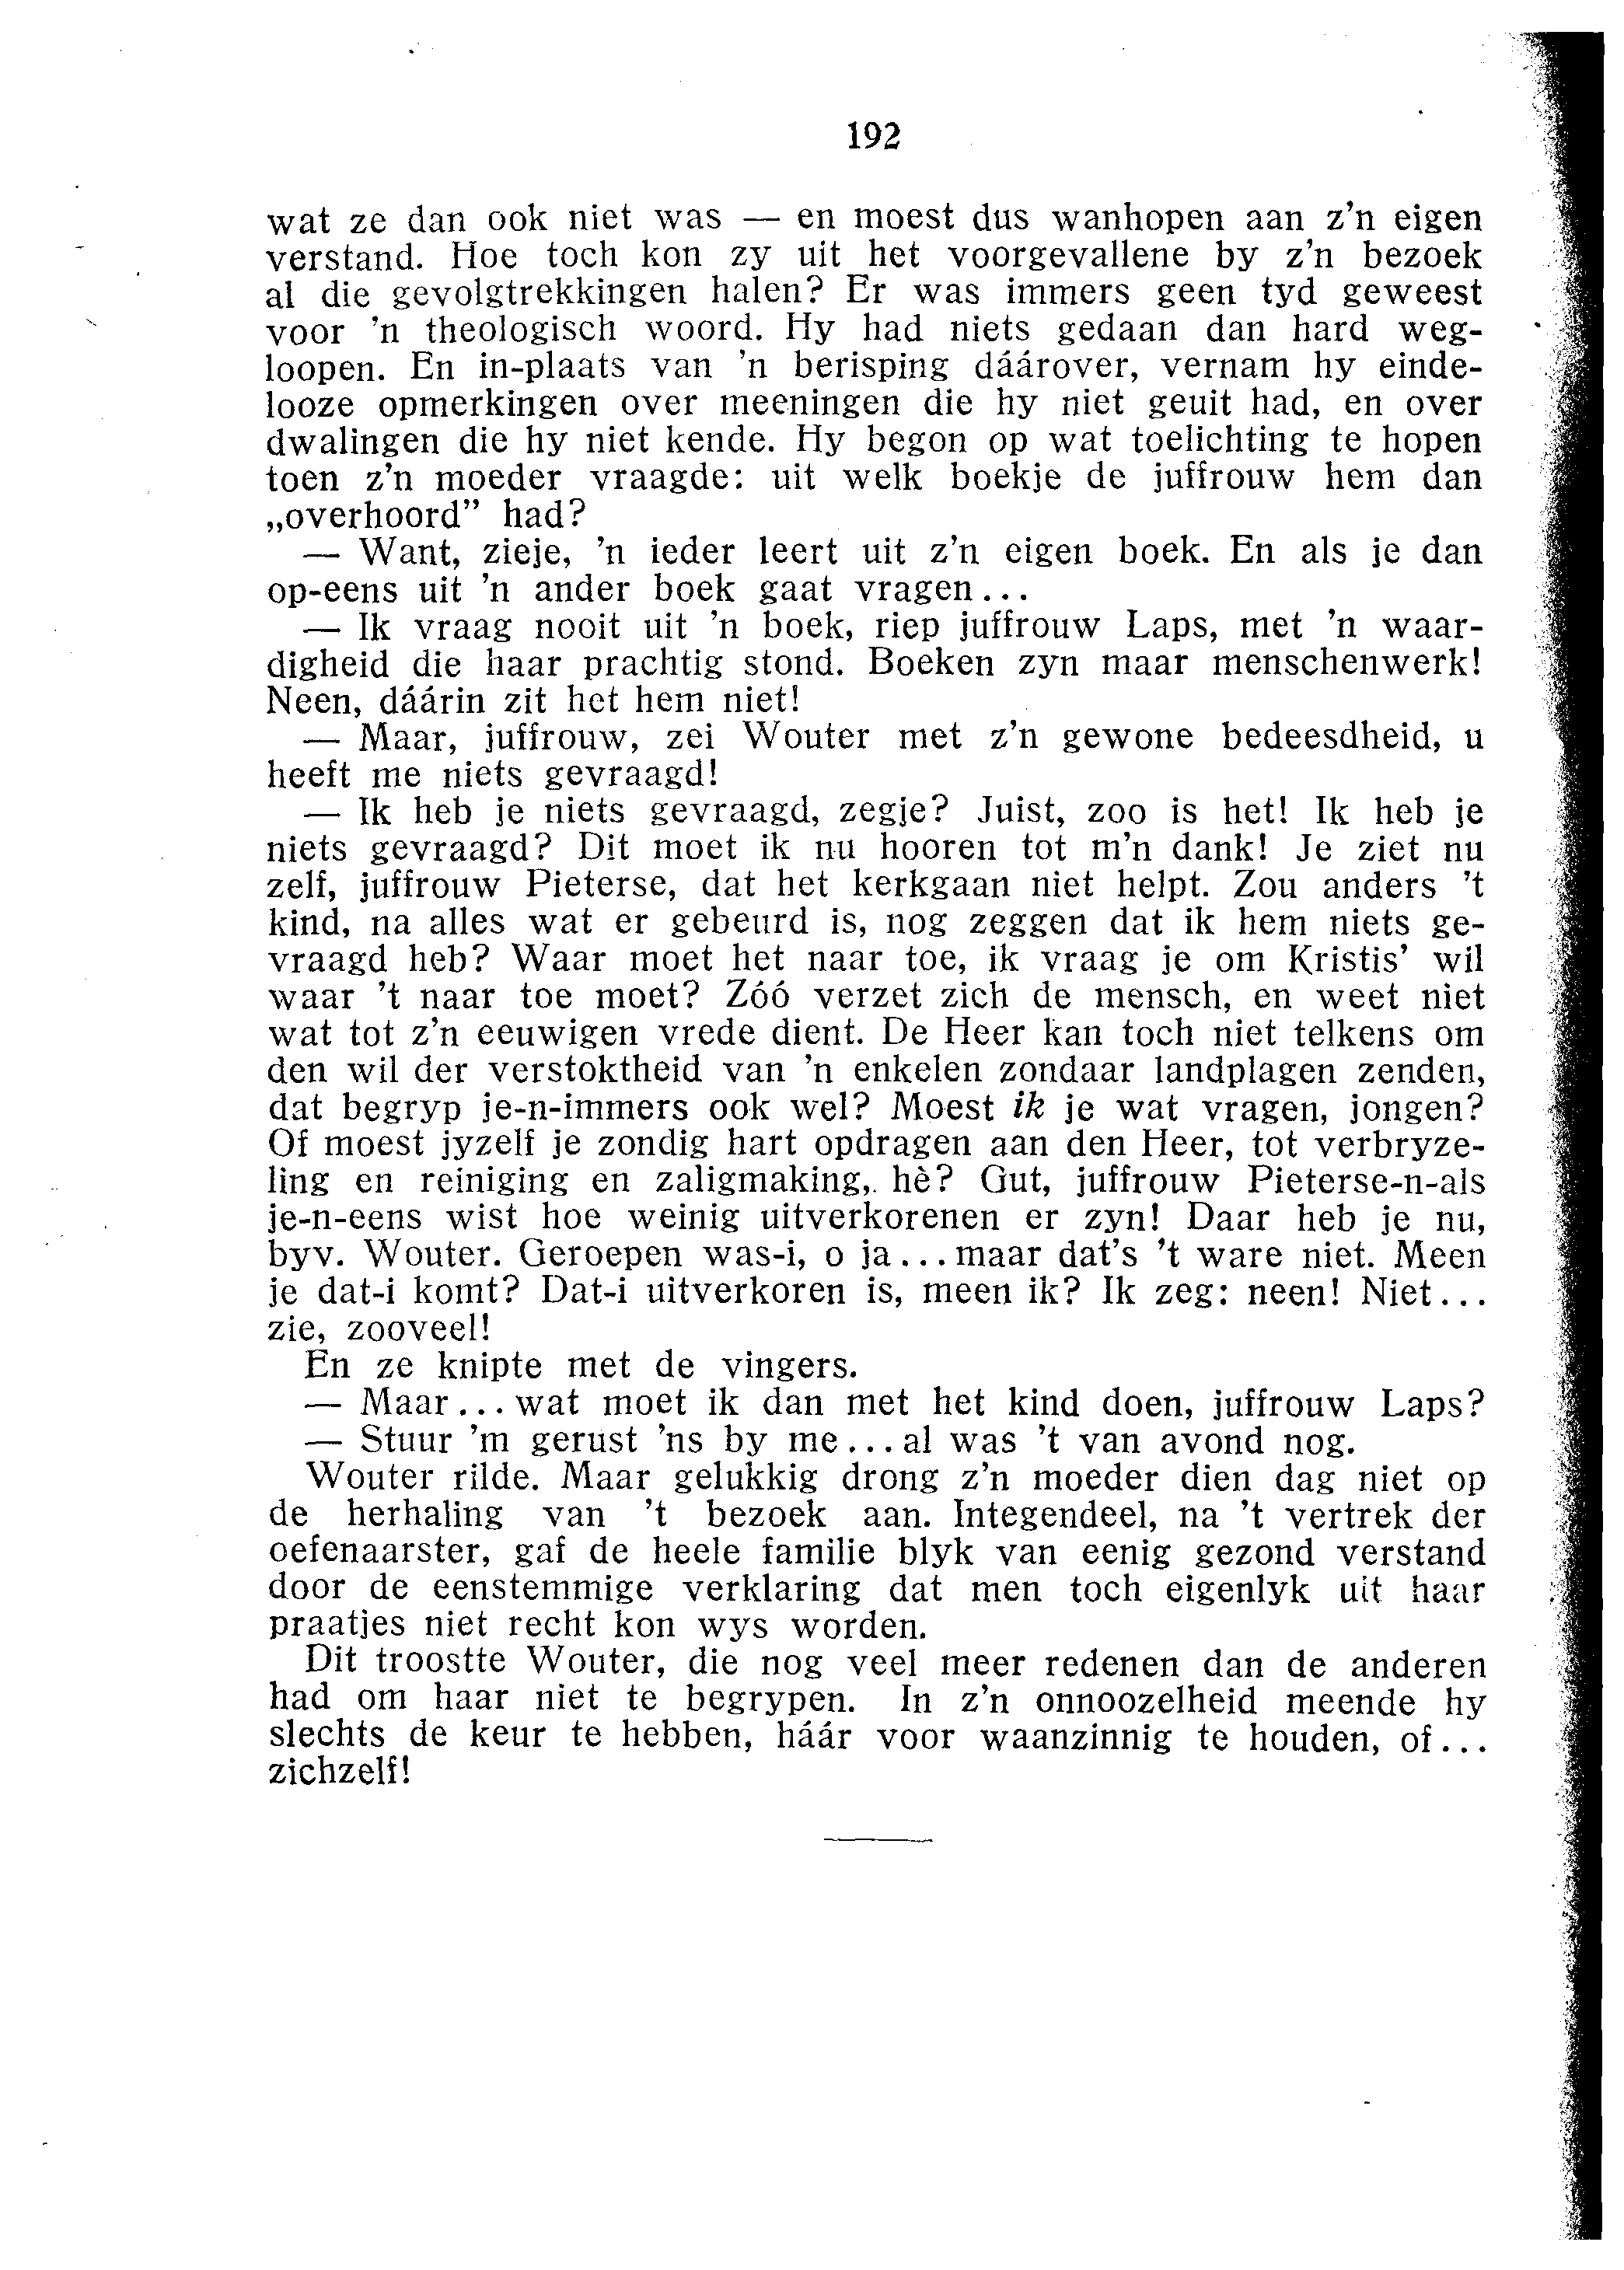 192
wat ze dan ook niet was — en moest dus wanhopen aan z'n eigen
verstand. Hoe toch kon zy uit het voorgevallene by z'n bezoek
al die gevolgtrekkingen halen? Er was immers geen tyd geweest
voor 'n theologisch woord. Hy had niets gedaan dan hard weg-
loopen. En in-plaats van 'n berisping dáárover, vernam hy einde-
looze opmerkingen over meeningen die hy niet geuit had, en over
dwalingen die hy niet kende. Hy begon op wat toelichting te hopen
toen z'n moeder vraagde: uit welk boekje de juffrouw hem dan
„overhoord” had?
— Want, zieje, 'n ieder leert uit z'n eigen boek. En als je dan
op-eens uit 'n ander boek gaat vragen...
— Ik vraag nooit uit 'n boek, riep juffrouw Laps, met 'n waar-
digheid die haar prachtig stond. Boeken zyn maar menschenwerk!
Neen, dáárin zit het hem niet!
— Maar, juffrouw, zei Wouter met z'n gewone bedeesdheid, u
heeft me niets gevraagd!
— Ik heb je niets gevraagd, zegje? Juist, zoo is het! Ik heb je
niets gevraagd? Dit moet ik nu hooren tot m'n dank! Je ziet nu
zelf, juffrouw Pieterse, dat het kerkgaan niet helpt. Zou anders 't
kind, na alles wat er gebeurd is, nog zeggen dat ik hem niets ge-
vraagd heb? Waar moet het naar toe, ik vraag je om Kristis' wil
waar 't naar toe moet? Zóó verzet zich de mensch, en weet niet
wat tot z'n eeuwigen vrede dient. De Heer kan toch niet telkens om
den wil der verstoktheid van 'n enkelen zondaar landplagen zenden,
dat begryp je-n-immers ook wel? Moest ik je wat vragen, jongen?
Of moest jyzelf je zondig hart opdragen aan den Heer, tot verbryze-
ling en reiniging en zaligmaking, hè? Gut, juffrouw Pieterse-n-als
je-n-eens wist hoe weinig uitverkorenen er zyn! Daar heb je nu,
byv. Wouter. Geroepen was-i, o ja... maar dat's 't ware niet. Meen
je dat-i komt? Dat-i uitverkoren is, meen ik? Ik zeg: neen! Niet...
zie, zooveel!
En ze knipte met de vingers.
— Maar... wat moet ik dan met het kind doen, juffrouw Laps?
— Stuur 'm gerust 'ns by me... al was 't van avond nog.
Wouter rilde. Maar gelukkig drong z'n moeder dien dag niet op
de herhaling van 't bezoek aan. Integendeel, na 't vertrek der
oefenaarster, gaf de heele familie blyk van eenig gezond verstand
door de eenstemmige verklaring dat men toch eigenlyk uit haar
praatjes niet recht kon wys worden.
Dit troostte Wouter, die nog veel meer redenen dan de anderen
had om haar niet te begrypen. In z'n onnoozelheid meende hy
slechts de keur te hebben, háár voor waanzinnig te houden, of...
zichzelf!